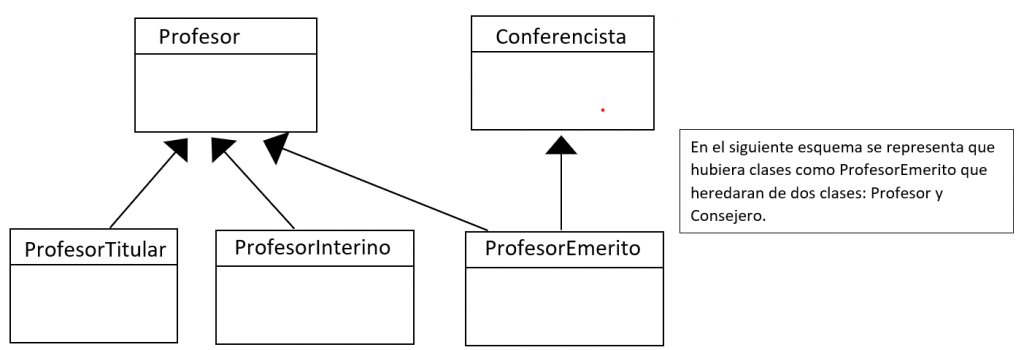 Profesor
Conferencista
En el siguiente esquema se representa que
hubiera clases como ProfesorEmerito que
heredaran de dos clases: Profesor y
Consejero.
ProfesorTitular
ProfesorInterino
ProfesorEmerito